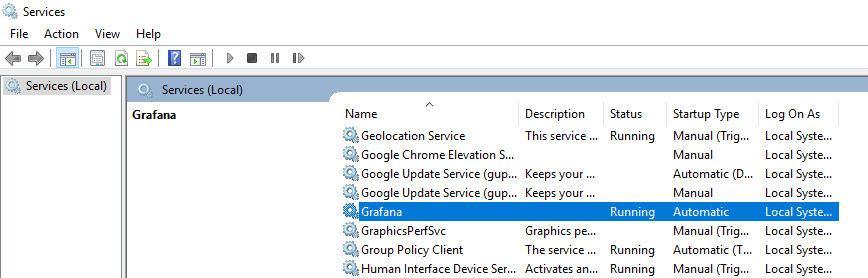 Services
File Action View Help
Services (Local)
Services (Local)
Grafana
Name Description Status Startup Type Log On As
Geolocation Service This service ... Running Manual (Trig... Local Syste...
Google Chrome Elevation S... Manual Local Syste...
Google Update Service (gup... Keeps your ... Automatic (D... Local Syste...
Google Update Service (gup... Keeps your ... Manual Local Syste...
Grafana Running Automatic Local Syste...
GraphicsPerfSvc Graphics pe... Manual (Trig... Local Syste...
Group Policy Client The service ... Running Automatic (T... Local Syste...
Human Interface Device Ser... Activates an... Running Manual (Trig... Local Syste...